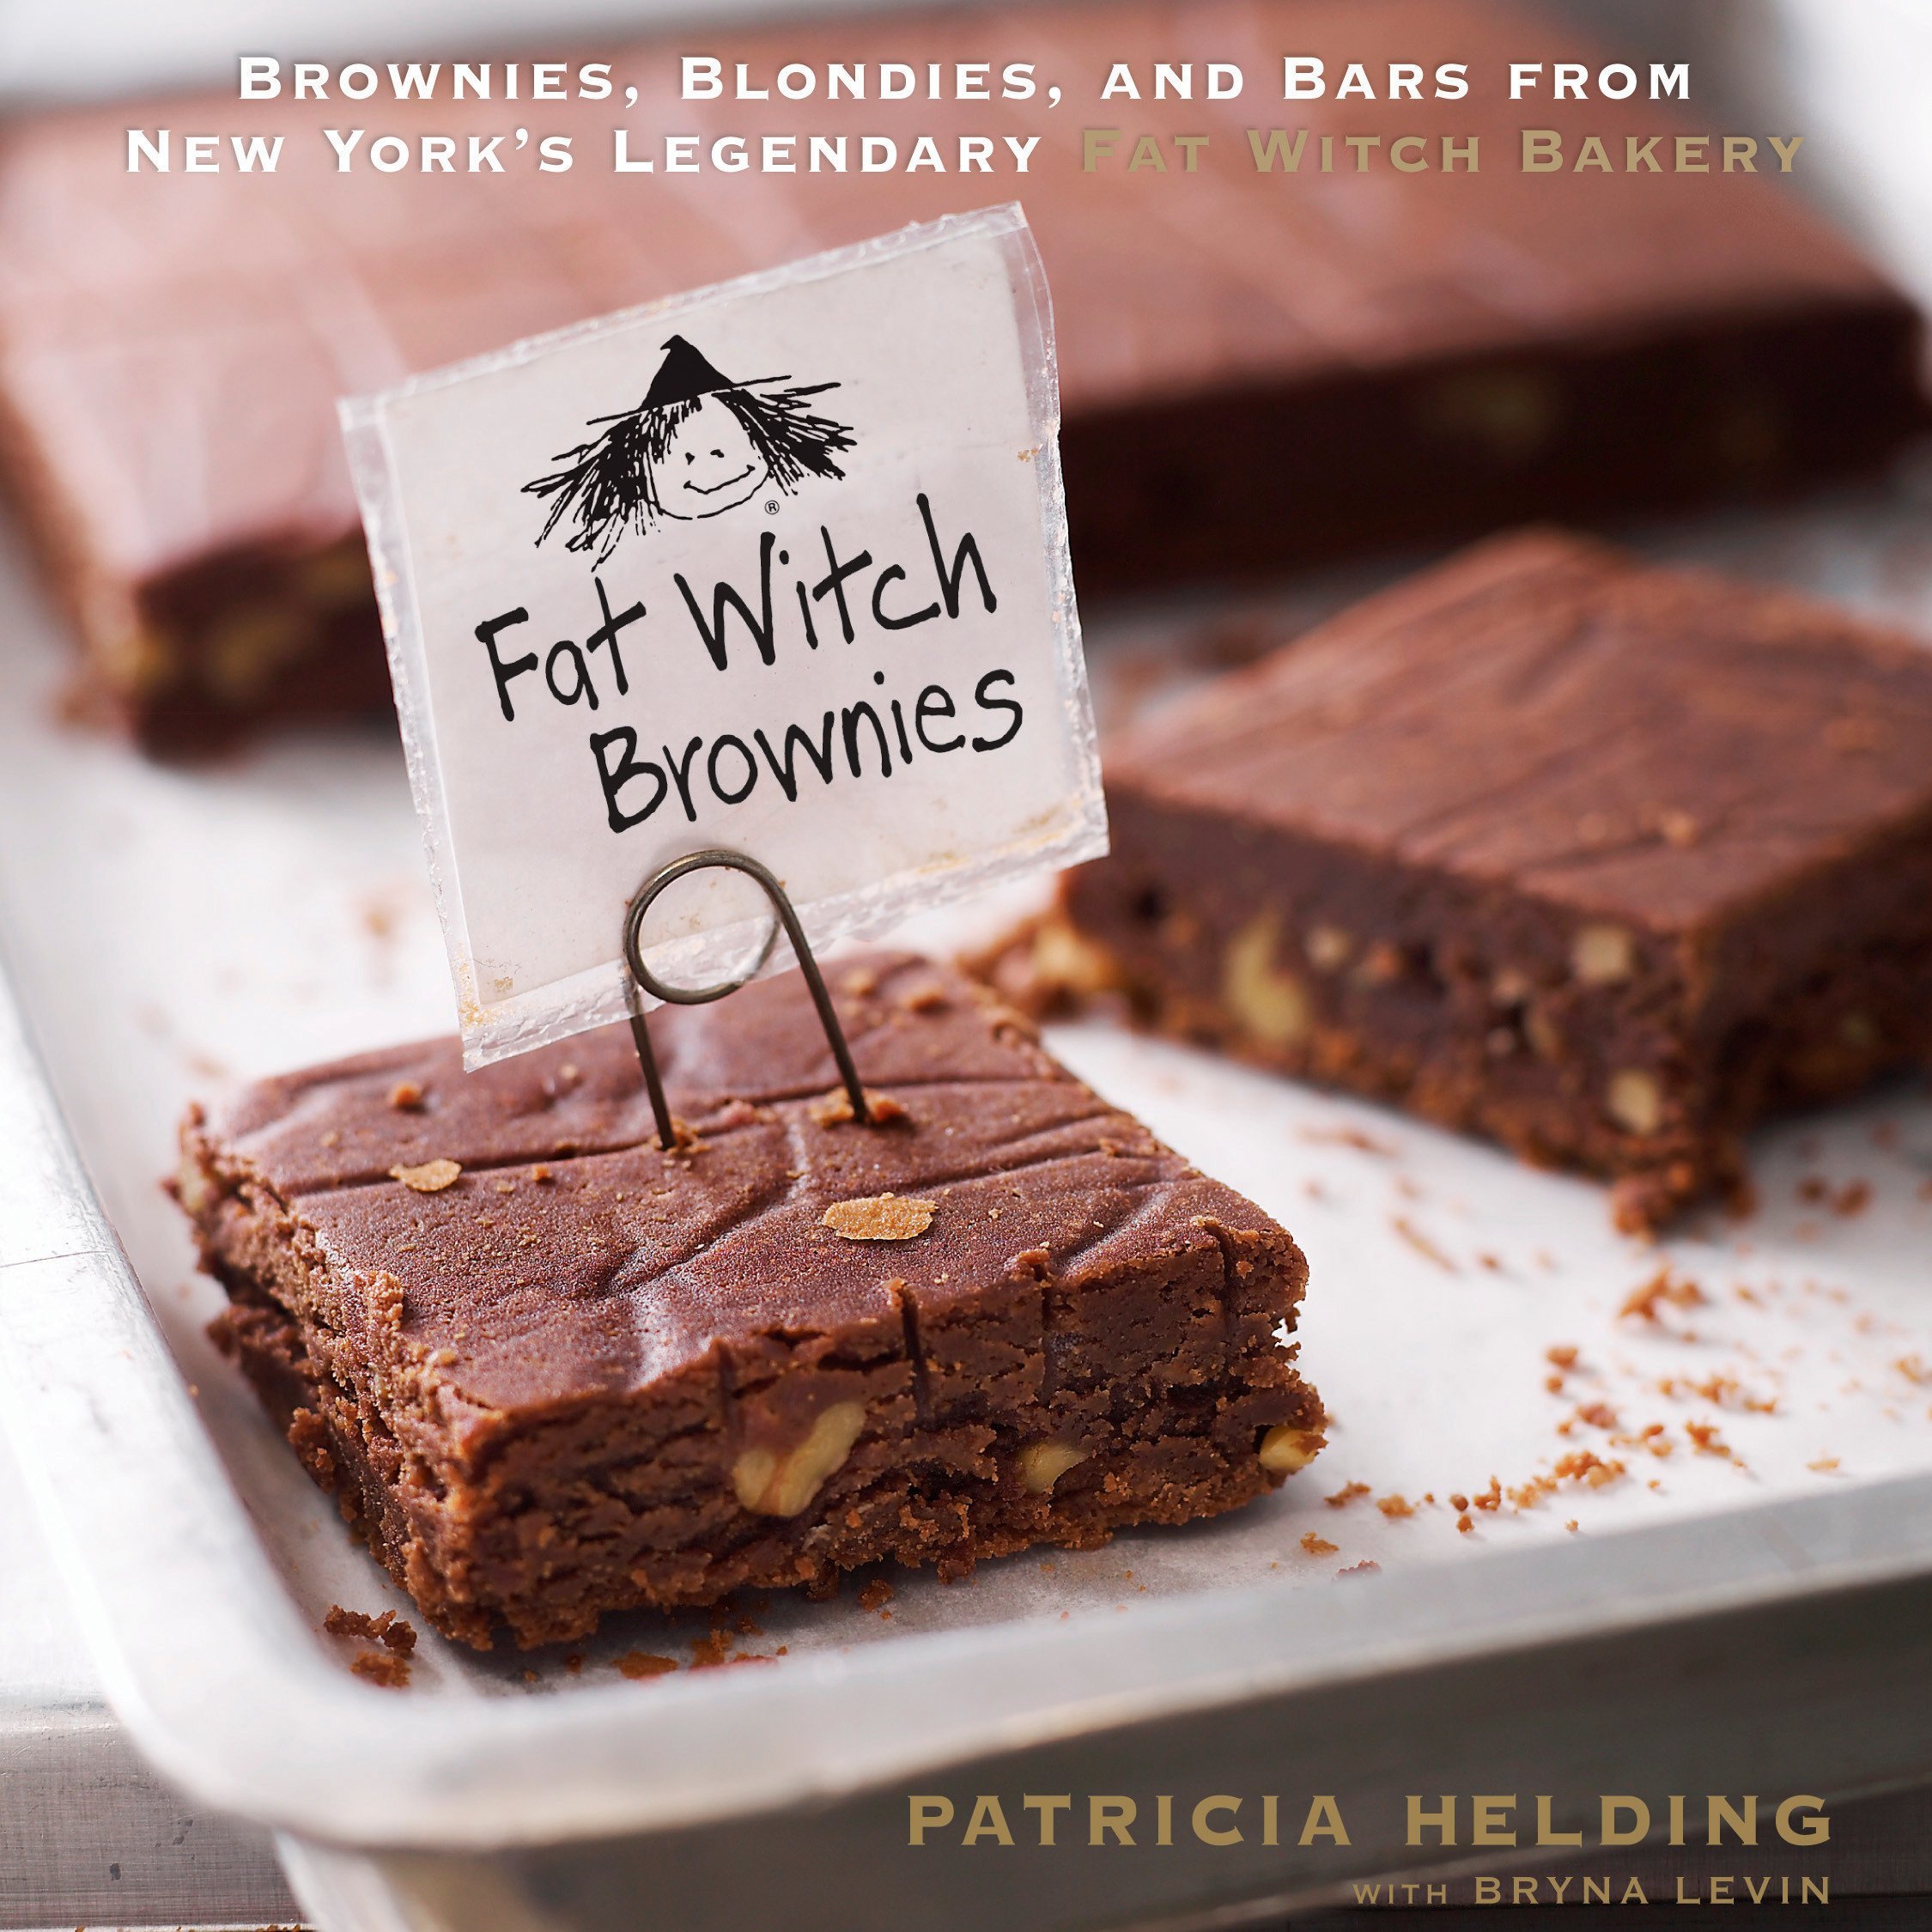 BROWNIES, BLONDIES, AND BARS FROM
NEW YORK'S LEGENDARY FAT WITCH BAKERY
®
Fat Witch
Brownies
PATRICIA HELDING
WITH BRYNA LEVIN